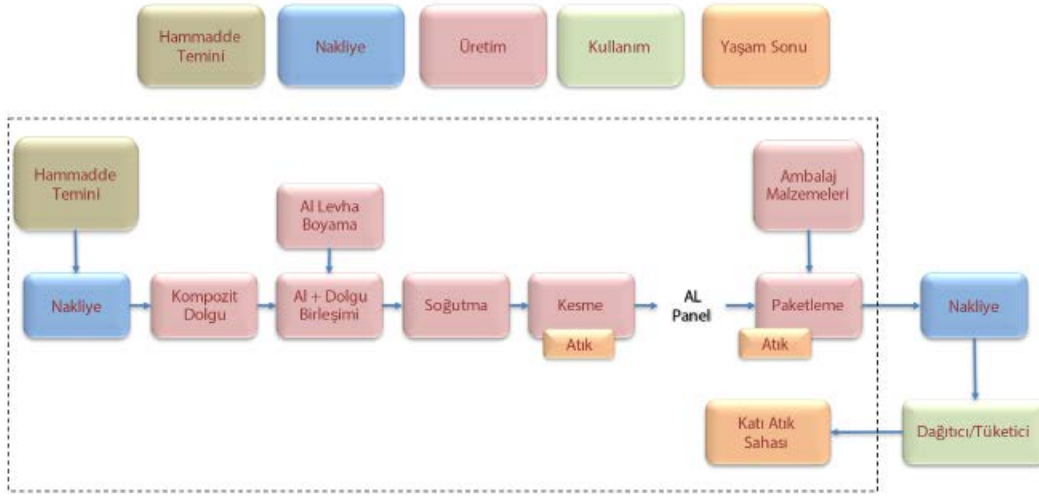 Hammadde
Temini
Nakliye
Üretim
Kullanım
Yaşam Sonu
Hammadde
Temini
Al Levha
Boyama
Ambalaj
Malzemeleri
Nakliye
Kompozit
Dolgu
Al + Dolgu
Birleşimi
Soğutma
Kesme
Atık
AL
Panel
Paketleme
Atık
Nakliye
Katı Atık
Sahası
Dağıtıcı/Tüketici